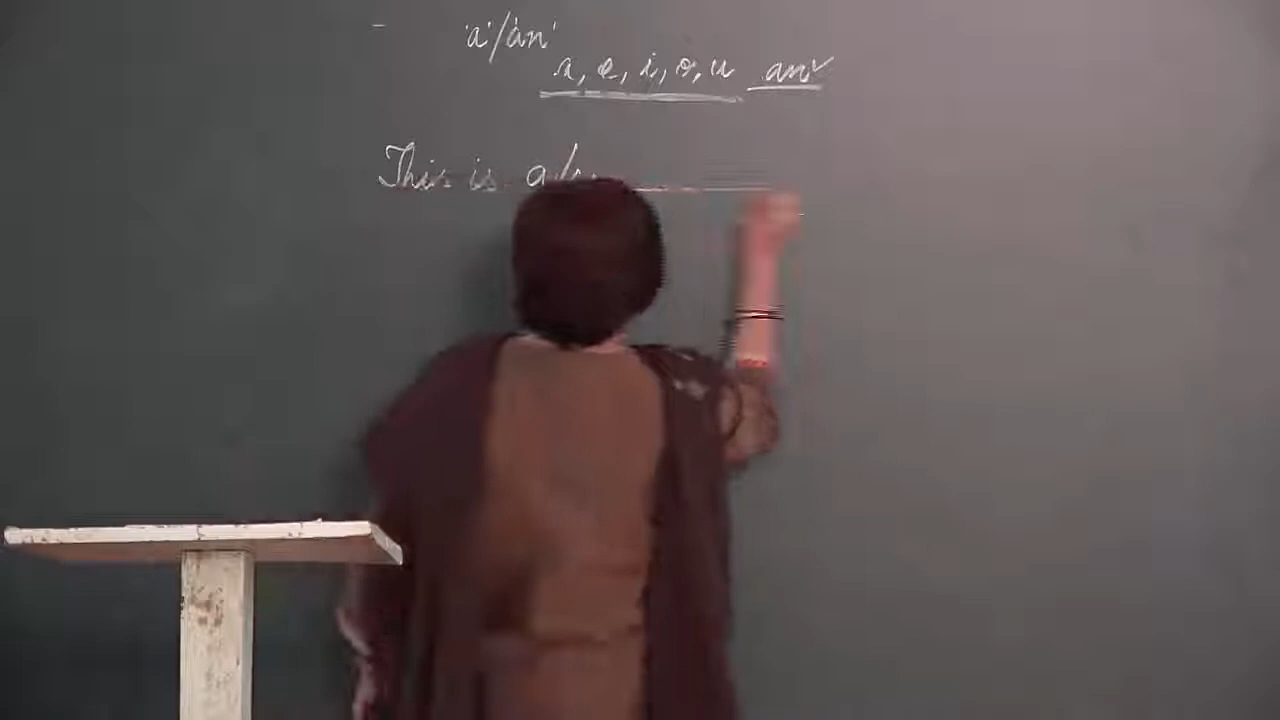 'a'/'an'
a, e, i, o, u an
This is a/